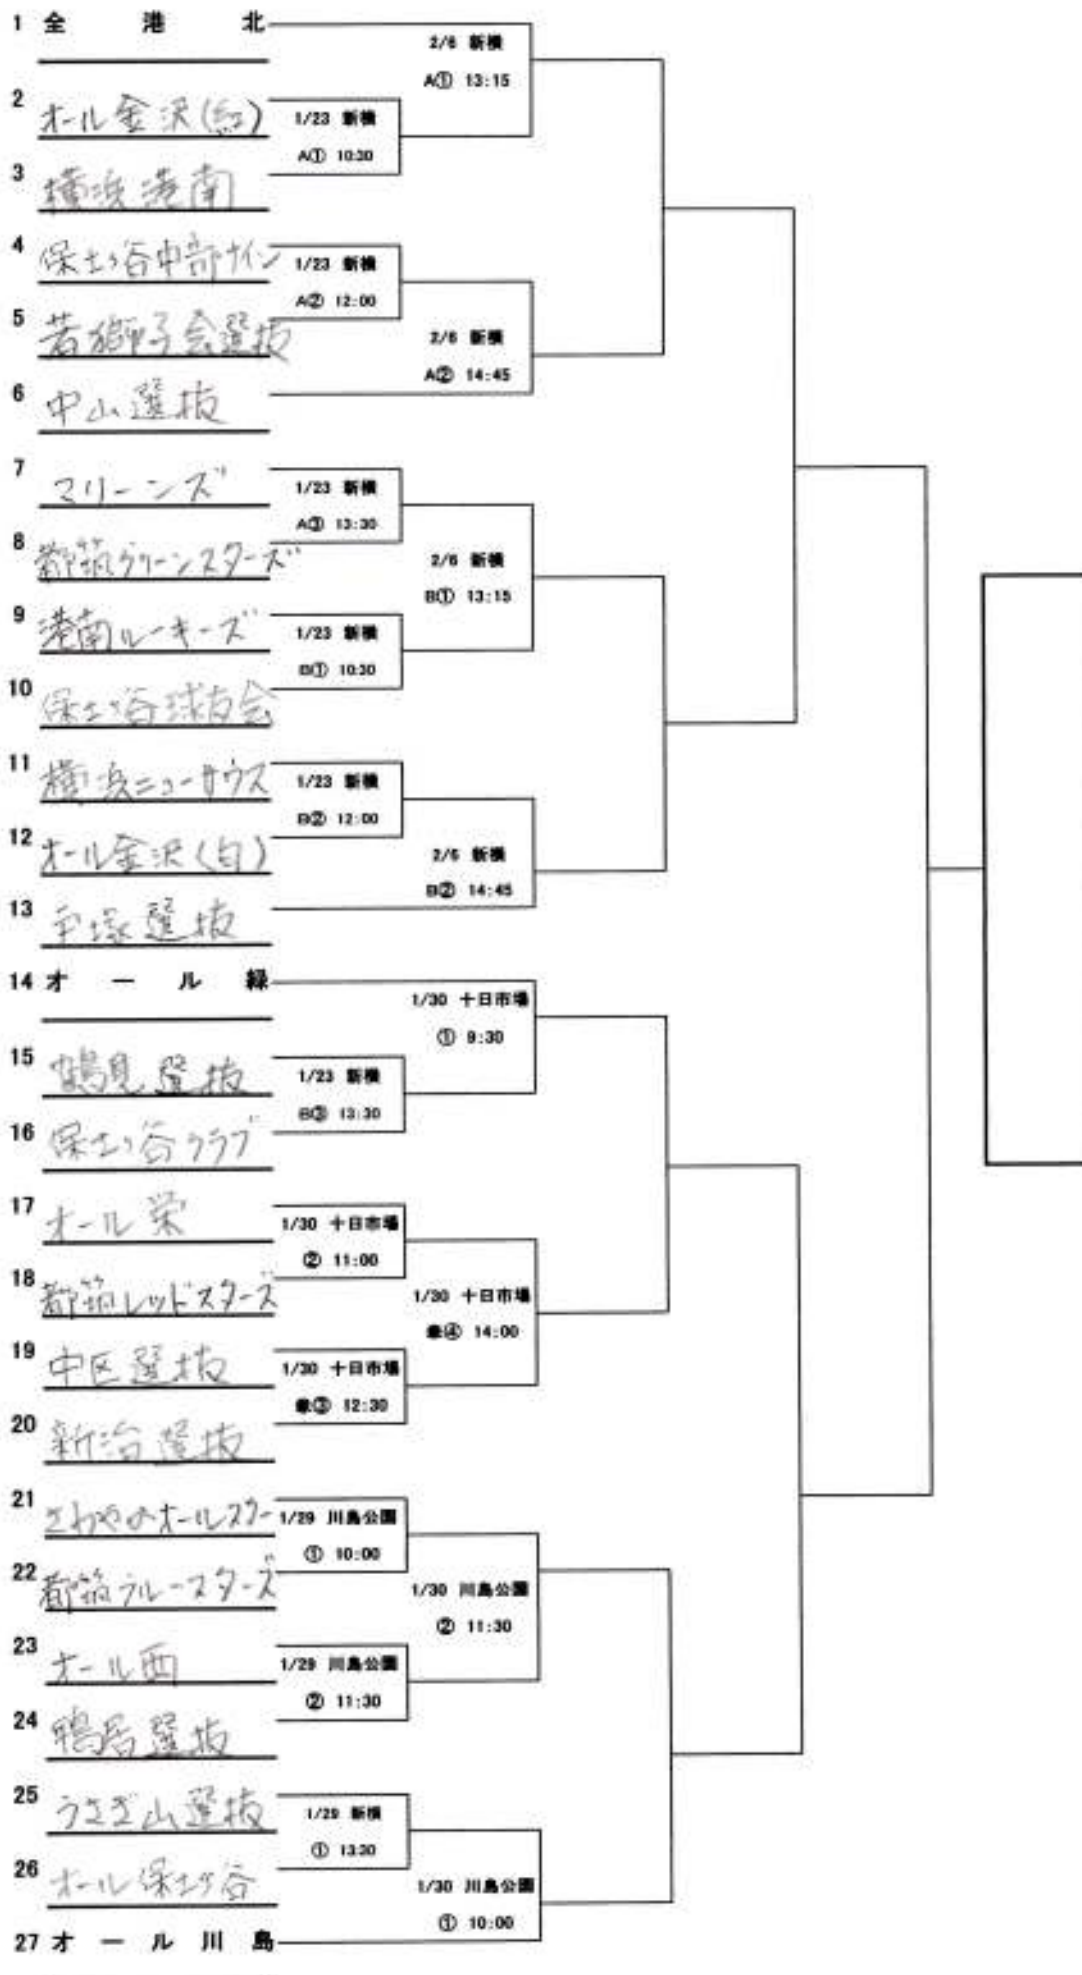 1 全港北
2/6 新横
A① 13:15
2 オール金沢(紅)
1/23 新横
A① 10:30
3 横浜港南
4 保土ヶ谷中部ナイン
1/23 新横
A② 12:00
5 若獅子会選抜
2/6 新横
A② 14:45
6 中山選抜
7 マリーンズ
1/23 新横
A③ 13:30
8 都筑グリーンスターズ
2/6 新横
B① 13:15
9 港南ルーキーズ
1/23 新横
B① 10:30
10 保土ヶ谷球友会
11 横浜ニューサウス
1/23 新横
B② 12:00
12 オール金沢(白)
2/6 新横
B② 14:45
13 戸塚選抜
14 オール緑
1/30 十日市場
① 9:30
15 鶴見選抜
1/23 新横
B③ 13:30
16 保土ヶ谷クラブ
17 オール栄
1/30 十日市場
② 11:00
18 都筑レッドスターズ
1/30 十日市場
④ 14:00
19 中区選抜
1/30 十日市場
③ 12:30
20 新治選抜
21 さわやかオールスター
1/29 川島公園
① 10:00
22 都筑ブルースターズ
1/30 川島公園
② 11:30
23 オール西
1/29 川島公園
② 11:30
24 鴨居選抜
25 うさぎ山選抜
1/29 新横
① 13:30
26 オール保土ヶ谷
1/30 川島公園
① 10:00
27 オール川島